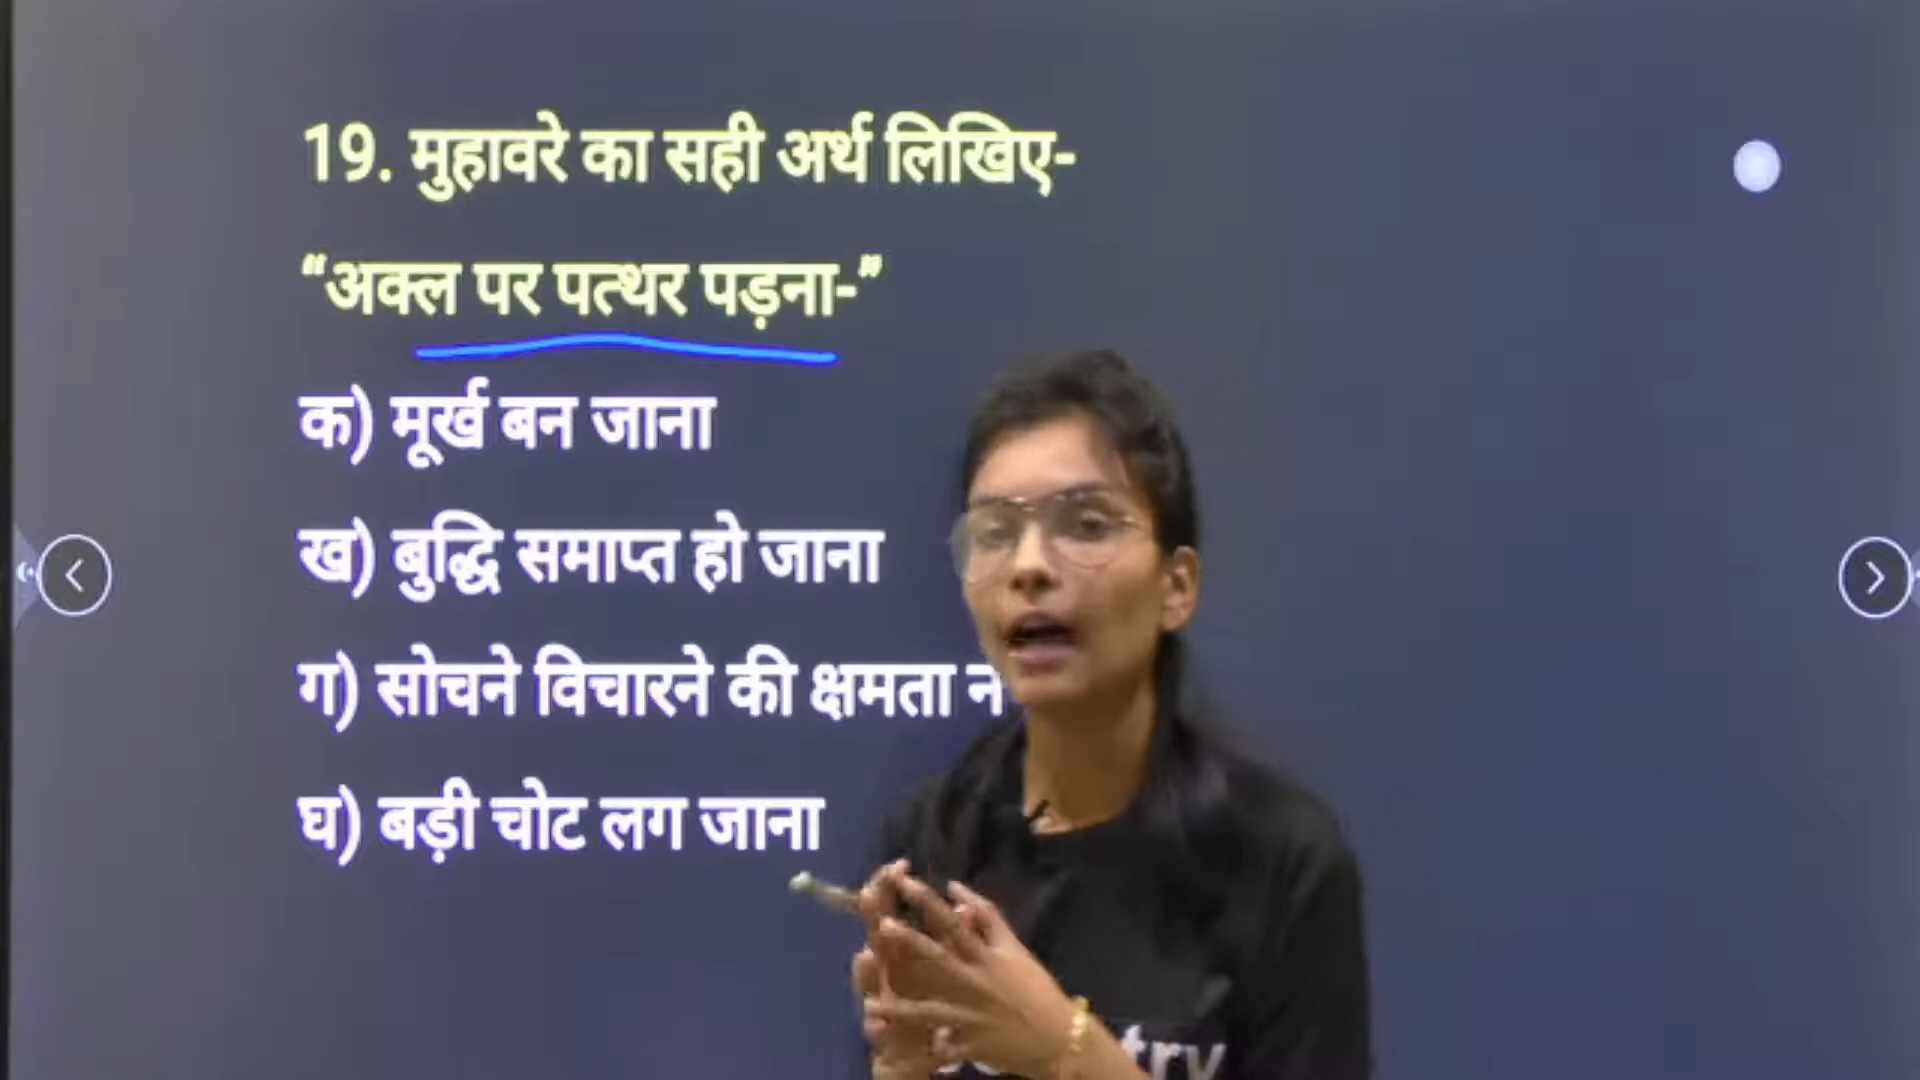 19. मुहावरे का सही अर्थ लिखिए-
“अक्ल पर पत्थर पड़ना-”
क) मूर्ख बन जाना
ख) बुद्धि समाप्त हो जाना
ग) सोचने विचारने की क्षमता न
घ) बड़ी चोट लग जाना